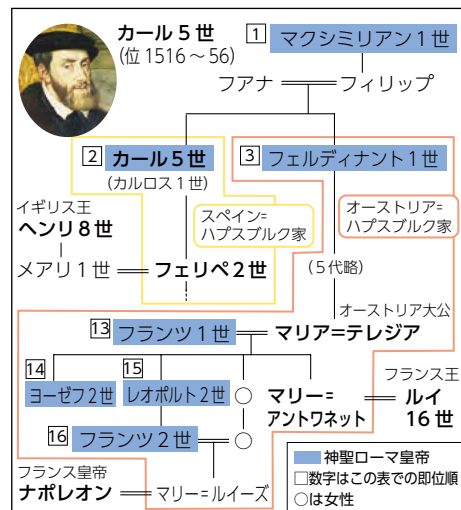 カール5世
(位1516～56)
1 マクシミリアン1世
フアナ フィリップ
2 カール5世
(カルロス1世)
3 フェルディナント1世
イギリス王
ヘンリ8世
スペイン=
ハプスブルク家
オーストリア=
ハプスブルク家
メアリ1世 フェリペ2世
(5代略)
オーストリア大公
13 フランツ1世 マリア=テレジア
14 ヨーゼフ2世
15 レオポルト2世
○
マリー=
アントワネット
フランス王
ルイ
16世
16 フランツ2世 ○
フランス皇帝
ナポレオン マリー=ルイーズ
神聖ローマ皇帝
□数字はこの表での即位順
○は女性